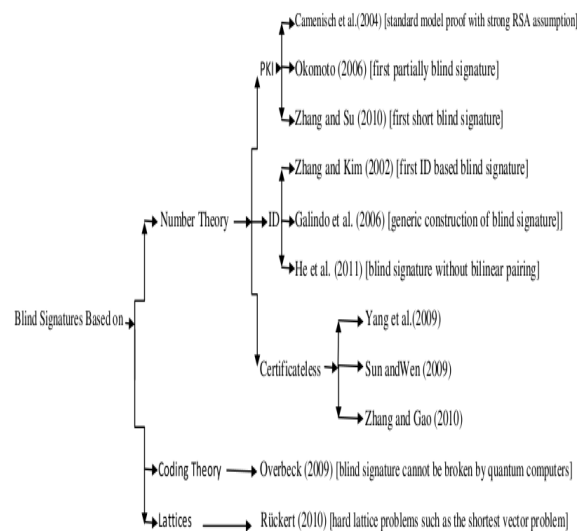 Camenisch et al.(2004) [standard model proof with strong RSA assumption]
PKI
Okomoto (2006) [first partially blind signature]
Zhang and Su (2010) [first short blind signature]
Zhang and Kim (2002) [first ID based blind signature]
Number Theory
ID
Galindo et al. (2006) [generic construction of blind signature]]
He et al. (2011) [blind signature without bilinear pairing]
Blind Signatures Based on
Yang et al.(2009)
Certificateless
Sun andWen (2009)
Zhang and Gao (2010)
Coding Theory
Overbeck (2009) [blind signature cannot be broken by quantum computers]
Lattices
Rückert (2010) [hard lattice problems such as the shortest vector problem]